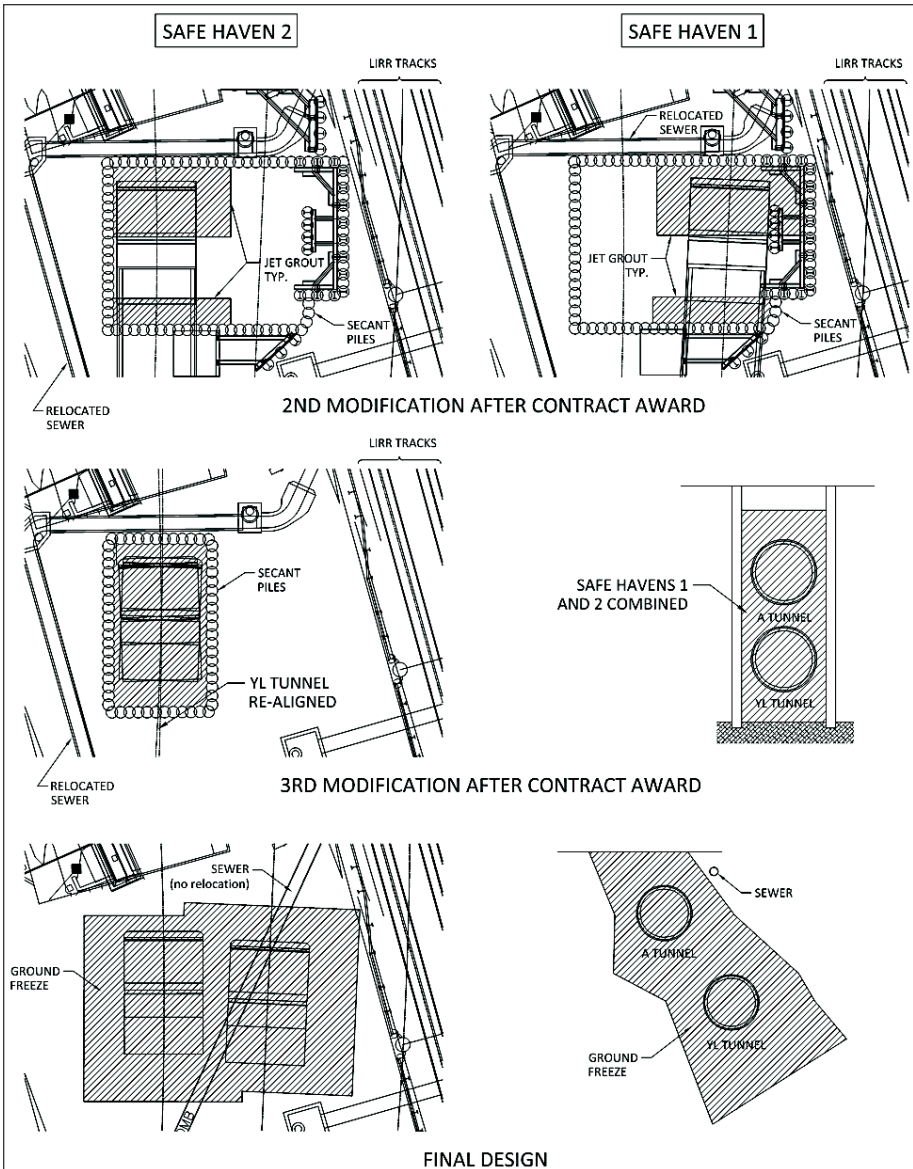 SAFE HAVEN 2
SAFE HAVEN 1
LIRR TRACKS
LIRR TRACKS
RELOCATED
SEWER
JET GROUT
TYP.
JET GROUT
TYP.
SECANT
PILES
SECANT
PILES
RELOCATED
SEWER
2ND MODIFICATION AFTER CONTRACT AWARD
LIRR TRACKS
SECANT
PILES
SAFE HAVENS 1
AND 2 COMBINED
A TUNNEL
YL TUNNEL
YL TUNNEL
RE-ALIGNED
RELOCATED
SEWER
3RD MODIFICATION AFTER CONTRACT AWARD
SEWER
(no relocation)
SEWER
A TUNNEL
GROUND
FREEZE
YL TUNNEL
GROUND
FREEZE
FINAL DESIGN